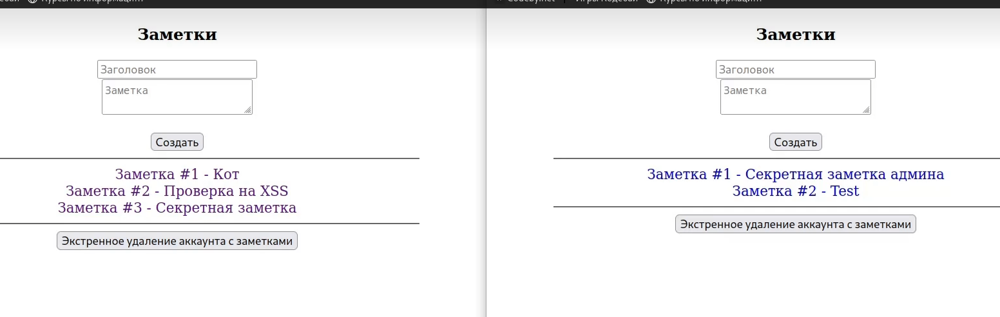 Заметки
Заголовок
Заметка
Создать
Заметка #1 - Кот
Заметка #2 - Проверка на XSS
Заметка #3 - Секретная заметка
Экстренное удаление аккаунта с заметками
Заметки
Заголовок
Заметка
Создать
Заметка #1 - Секретная заметка админа
Заметка #2 - Test
Экстренное удаление аккаунта с заметками